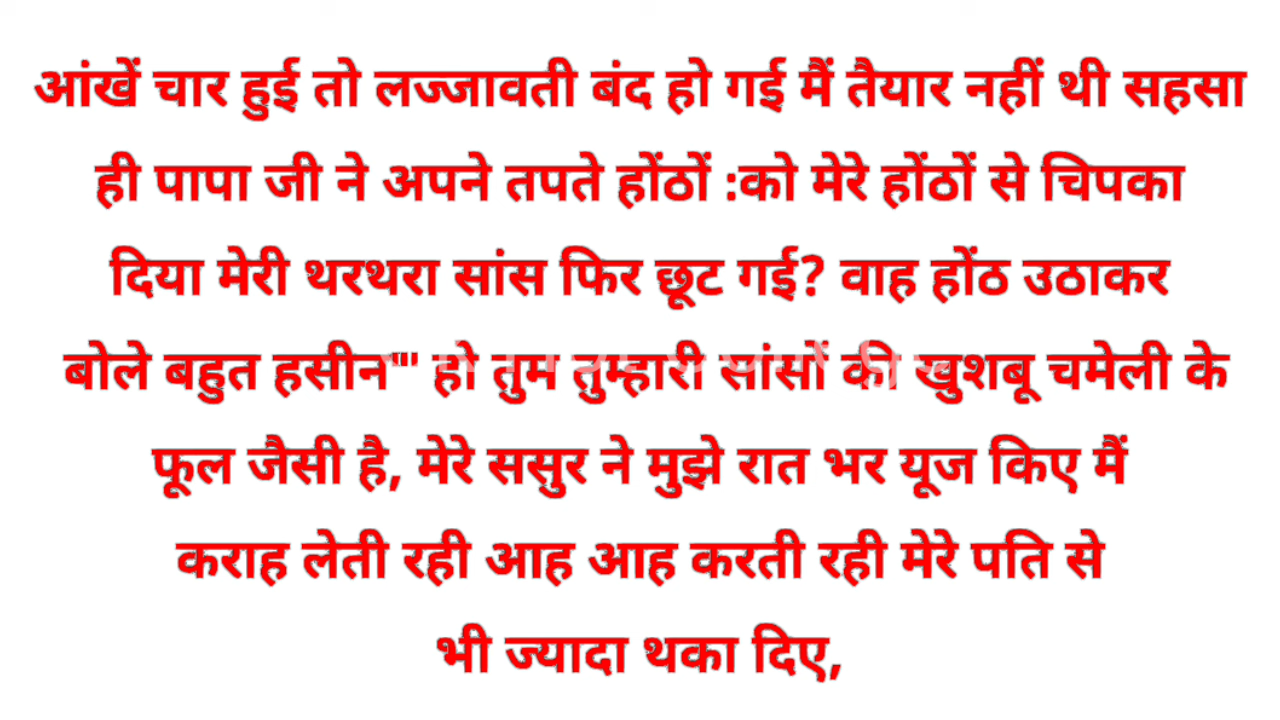 आंखें चार हुई तो लज्जावती बंद हो गई मैं तैयार नहीं थी सहसा
ही पापा जी ने अपने तपते होंठों :को मेरे होंठों से चिपका
दिया मेरी थरथरा सांस फिर छूट गई? वाह होंठ उठाकर
बोले बहुत हसीन"' हो तुम तुम्हारी सांसों की खुशबू चमेली के
फूल जैसी है, मेरे ससुर ने मुझे रात भर यूज किए मैं
कराह लेती रही आह आह करती रही मेरे पति से
भी ज्यादा थका दिए,